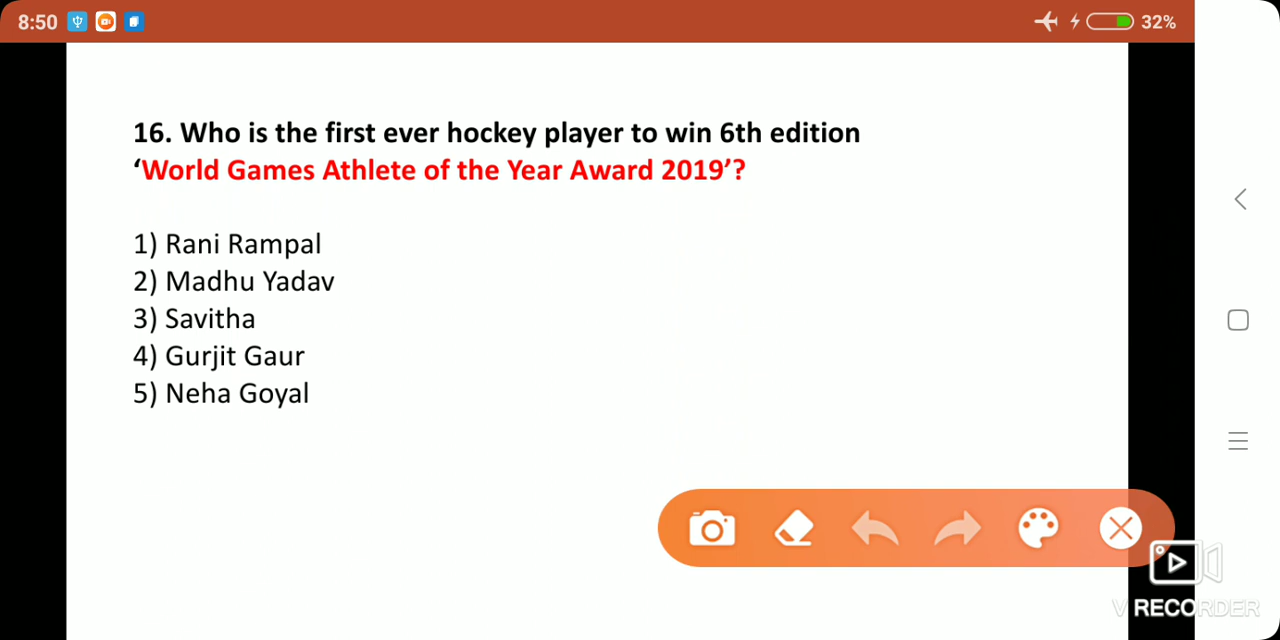 8:50
32%
16. Who is the first ever hockey player to win 6th edition
‘World Games Athlete of the Year Award 2019’?
1) Rani Rampal
2) Madhu Yadav
3) Savitha
4) Gurjit Gaur
5) Neha Goyal
V RECORDER